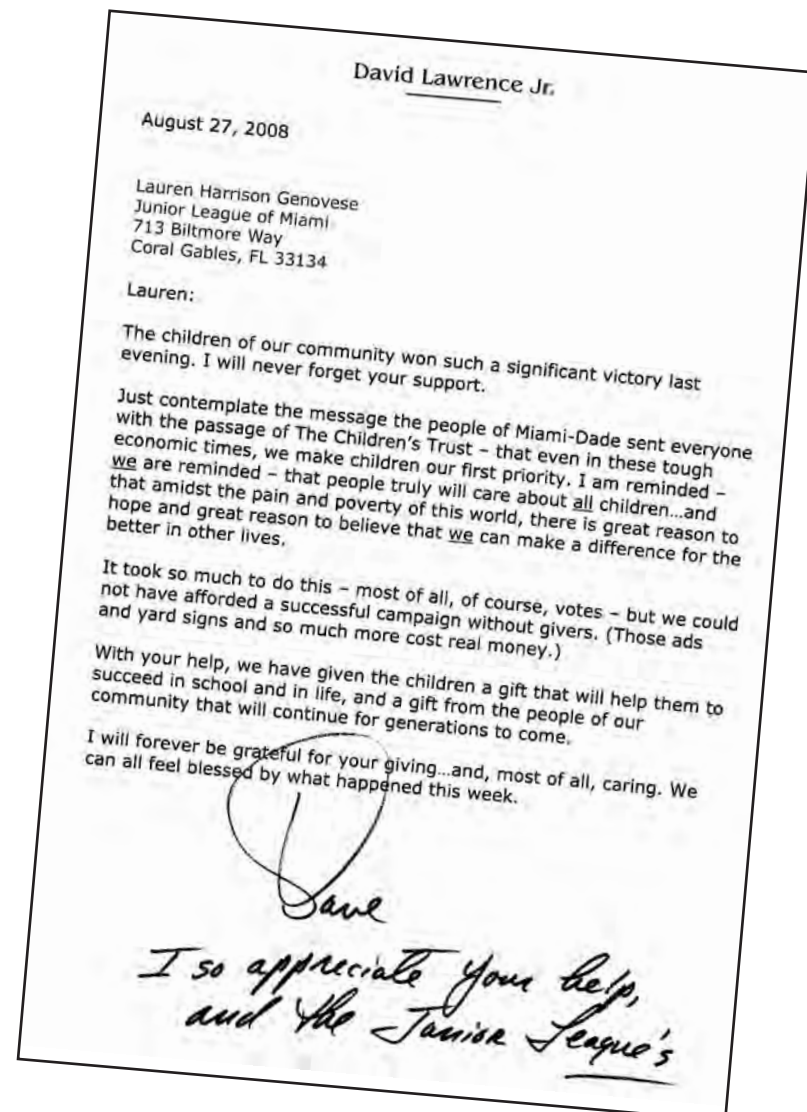 David Lawrence Jr.
August 27, 2008
Lauren Harrison Genovese
Junior League of Miami
713 Biltmore Way
Coral Gables, FL 33134
Lauren:
The children of our community won such a significant victory last
evening. I will never forget your support.
Just contemplate the message the people of Miami-Dade sent everyone
with the passage of The Children's Trust – that even in these tough
economic times, we make children our first priority. I am reminded –
we are reminded – that people truly will care about all children...and
that amidst the pain and poverty of this world, there is great reason to
hope and great reason to believe that we can make a difference for the
better in other lives.
It took so much to do this – most of all, of course, votes – but we could
not have afforded a successful campaign without givers. (Those ads
and yard signs and so much more cost real money.)
With your help, we have given the children a gift that will help them to
succeed in school and in life, and a gift from the people of our
community that will continue for generations to come.
I will forever be grateful for your giving...and, most of all, caring. We
can all feel blessed by what happened this week.
Dave
I so appreciate your help,
and the Junior League's